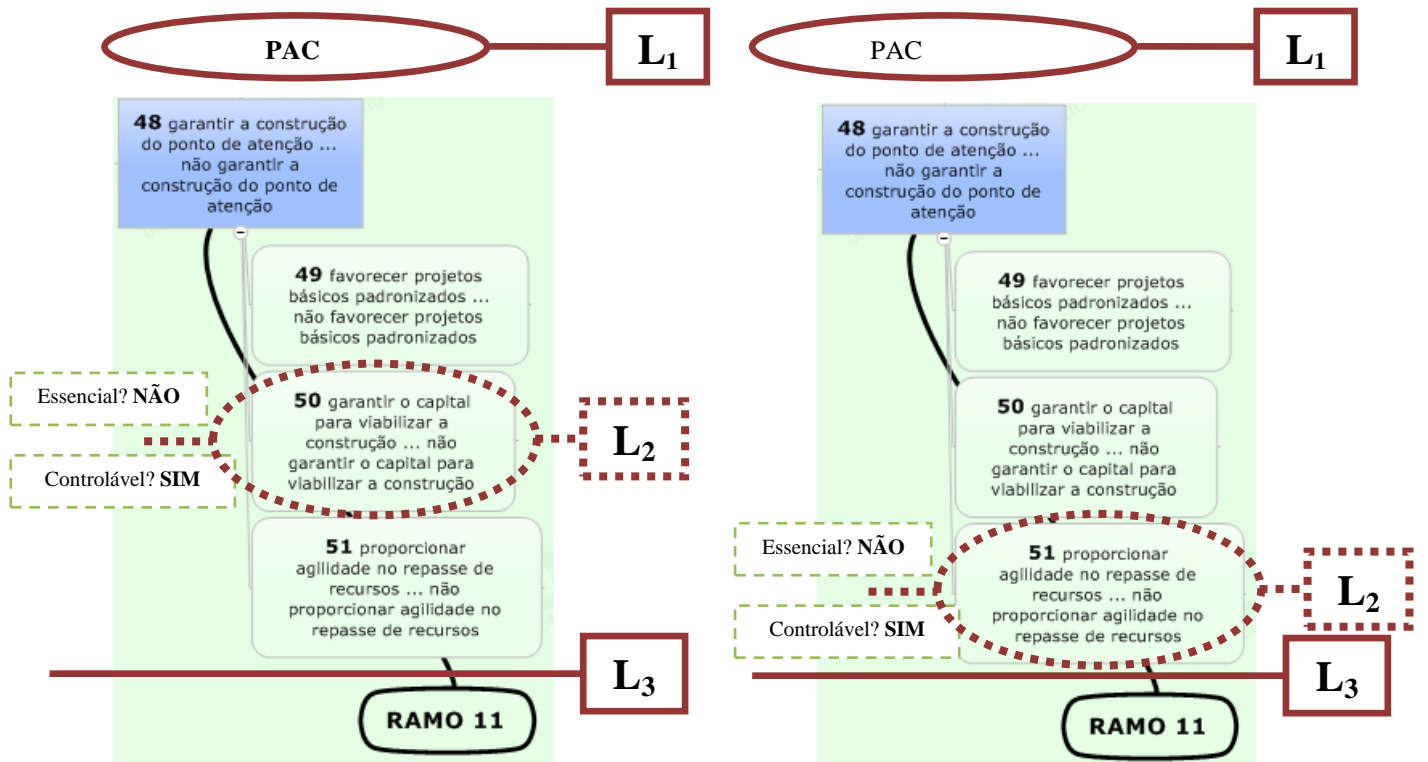 PAC
L1
48 garantir a construção
do ponto de atenção ...
não garantir a
construção do ponto de
atenção
49 favorecer projetos
básicos padronizados ...
não favorecer projetos
básicos padronizados
Essencial? NÃO
Controlável? SIM
50 garantir o capital
para viabilizar a
construção ... não
garantir o capital para
viabilizar a construção
L2
51 proporcionar
agilidade no repasse de
recursos ... não
proporcionar agilidade no
repasse de recursos
L3
RAMO 11
PAC
L1
48 garantir a construção
do ponto de atenção ...
não garantir a
construção do ponto de
atenção
49 favorecer projetos
básicos padronizados ...
não favorecer projetos
básicos padronizados
50 garantir o capital
para viabilizar a
construção ... não
garantir o capital para
viabilizar a construção
Essencial? NÃO
Controlável? SIM
51 proporcionar
agilidade no repasse de
recursos ... não
proporcionar agilidade no
repasse de recursos
L2
L3
RAMO 11